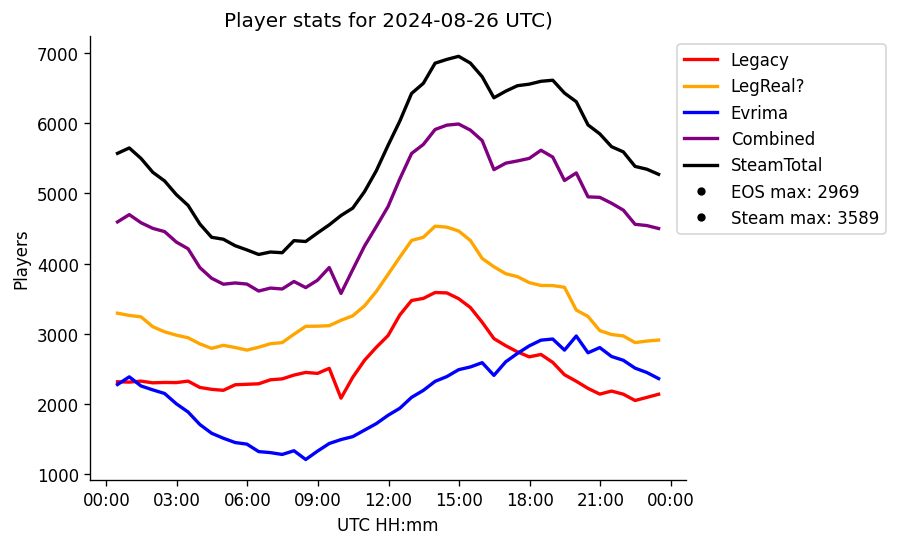 Player stats for 2024-08-26 UTC)
7000
6000
5000
4000
3000
2000
1000
Players
00:00 03:00 06:00 09:00 12:00 15:00 18:00 21:00 00:00
UTC HH:mm
Legacy
LegReal?
Evrima
Combined
SteamTotal
EOS max: 2969
Steam max: 3589